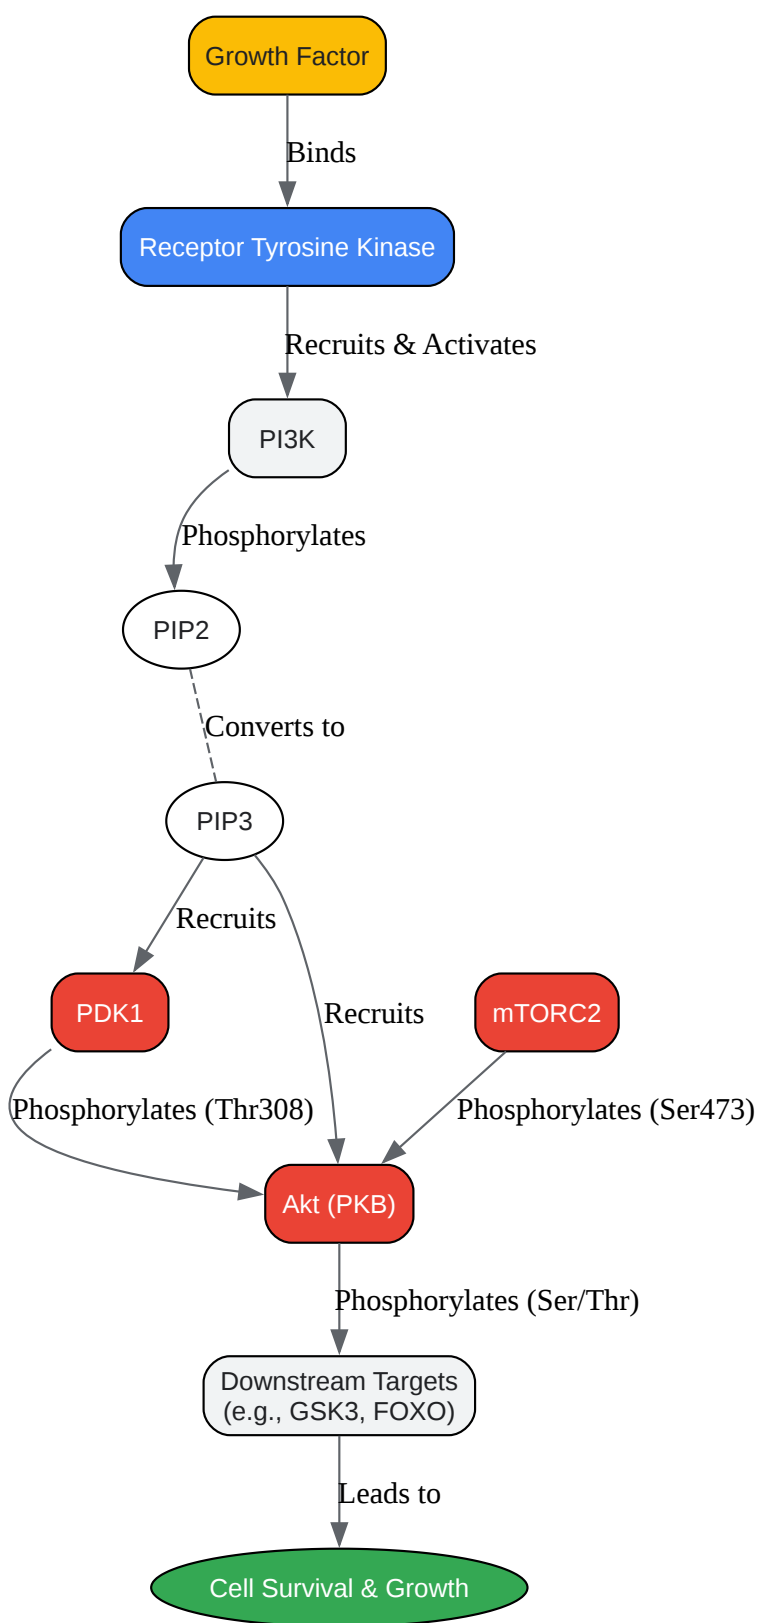 Growth Factor
Binds
Receptor Tyrosine Kinase
Recruits & Activates
PI3K
Phosphorylates
PIP2
Converts to
PIP3
Recruits
PDK1
Recruits
mTORC2
Phosphorylates (Thr308)
Phosphorylates (Ser473)
Akt (PKB)
Phosphorylates (Ser/Thr)
Downstream Targets
(e.g., GSK3, FOXO)
Leads to
Cell Survival & Growth